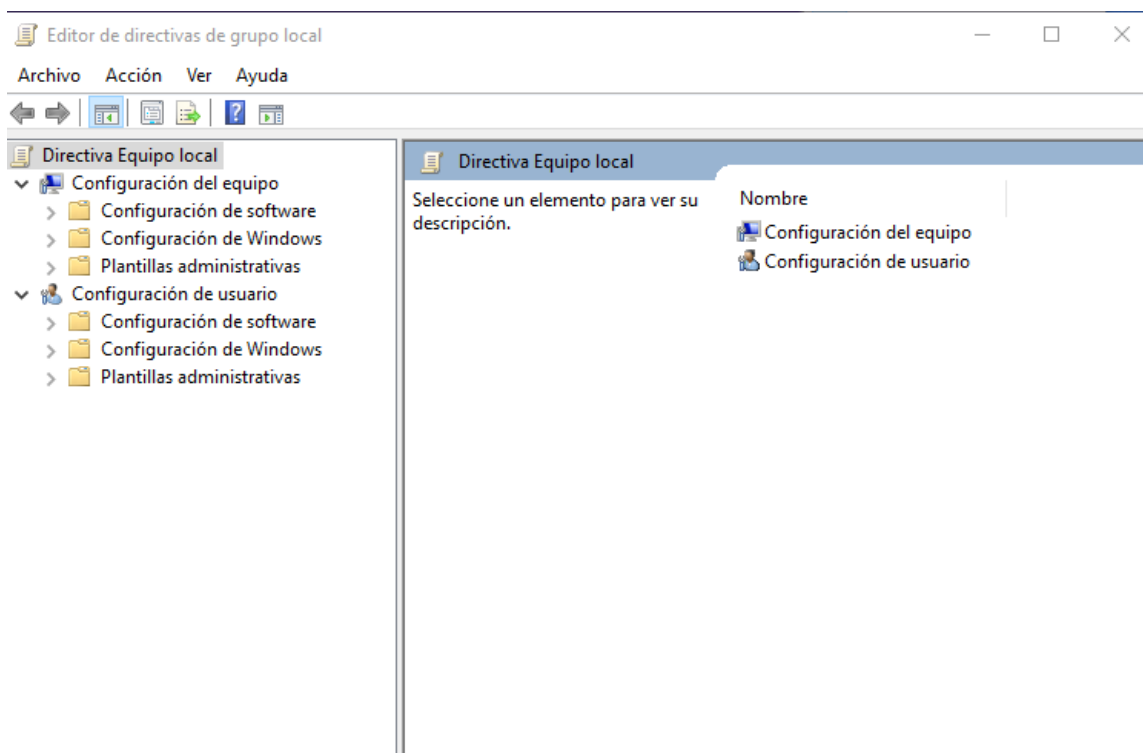 Editor de directivas de grupo local
Archivo Acción Ver Ayuda
Directiva Equipo local
Configuración del equipo
Configuración de software
Configuración de Windows
Plantillas administrativas
Configuración de usuario
Configuración de software
Configuración de Windows
Plantillas administrativas
Directiva Equipo local
Seleccione un elemento para ver su
descripción.
Nombre
Configuración del equipo
Configuración de usuario